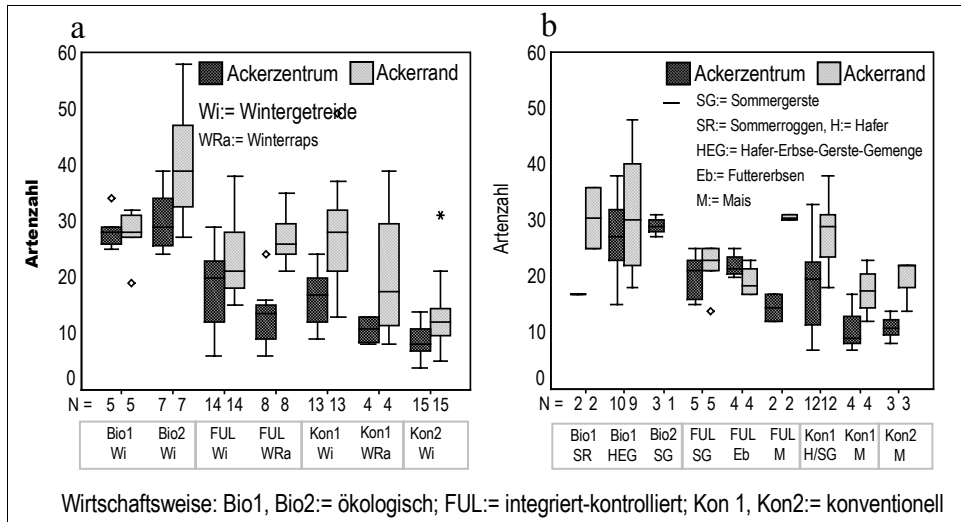 a
60
50
40
30
20
10
0
Artenzahl
Ackerzentrum Ackerrand
Wi:= Wintergetreide
WRa:= Winterraps
N = 5 5 7 7 14 14 8 8 13 13 4 4 15 15
Bio1 Bio2 FUL FUL Kon1 Kon1 Kon2
Wi Wi Wi WRa Wi WRa Wi
b
60
50
40
30
20
10
0
Artenzahl
Ackerzentrum Ackerrand
SG:= Sommergerste
SR:= Sommerroggen, H:= Hafer
HEG:= Hafer-Erbse-Gerste-Gemenge
Eb:= Futtererbsen
M:= Mais
N = 2 2 10 9 3 1 5 5 4 4 2 2 12 12 4 4 3 3
Bio1 Bio1 Bio2 FUL FUL FUL Kon1 Kon1 Kon2
SR HEG SG SG Eb M H/SG M M
Wirtschaftsweise: Bio1, Bio2:= ökologisch; FUL:= integriert-kontrolliert; Kon 1, Kon2:= konventionell